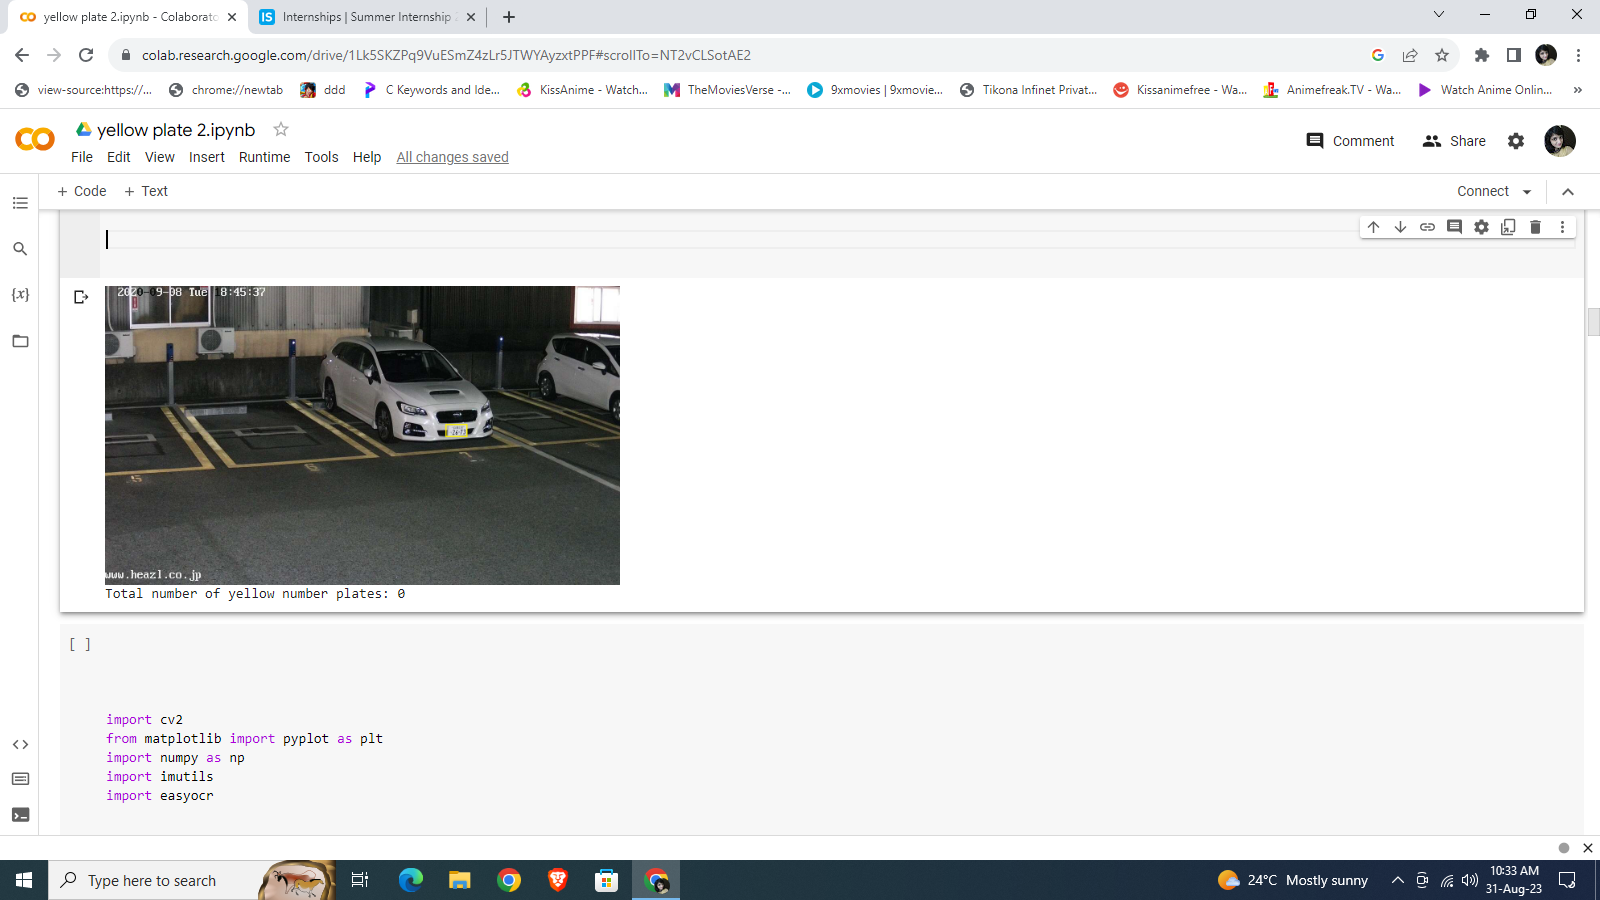 yellow plate 2.ipynb - Colaborato
Internships | Summer Internship
colab.research.google.com/drive/1Lk5SKZPq9VuESmZ4zLr5JTWYAyzxtPPF#scrollTo=NT2vCLSotAE2
view-source:https://...
chrome://newtab
ddd
C Keywords and Ide...
KissAnime - Watch...
TheMoviesVerse -...
9xmovies | 9xmovie...
Tikona Infinet Privat...
Kissanimefree - Wa...
Animefreak.TV - Wa...
Watch Anime Onlin...
yellow plate 2.ipynb
File Edit View Insert Runtime Tools Help All changes saved
Comment
Share
+ Code + Text
Connect
{x}
2020-09-08 Tue 8:45:37
5
6
7
www.heazl.co.jp
Total number of yellow number plates: 0
[ ]
import cv2
from matplotlib import pyplot as plt
import numpy as np
import imutils
import easyocr
Type here to search
24°C Mostly sunny
10:33 AM
31-Aug-23